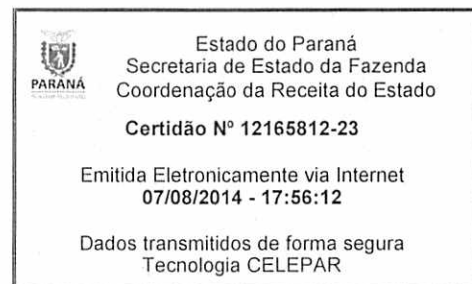 Estado do Paraná
Secretaria de Estado da Fazenda
Coordenação da Receita do Estado
PARANÁ
Certidão Nº 12165812-23
Emitida Eletronicamente via Internet
07/08/2014 - 17:56:12
Dados transmitidos de forma segura
Tecnologia CELEPAR